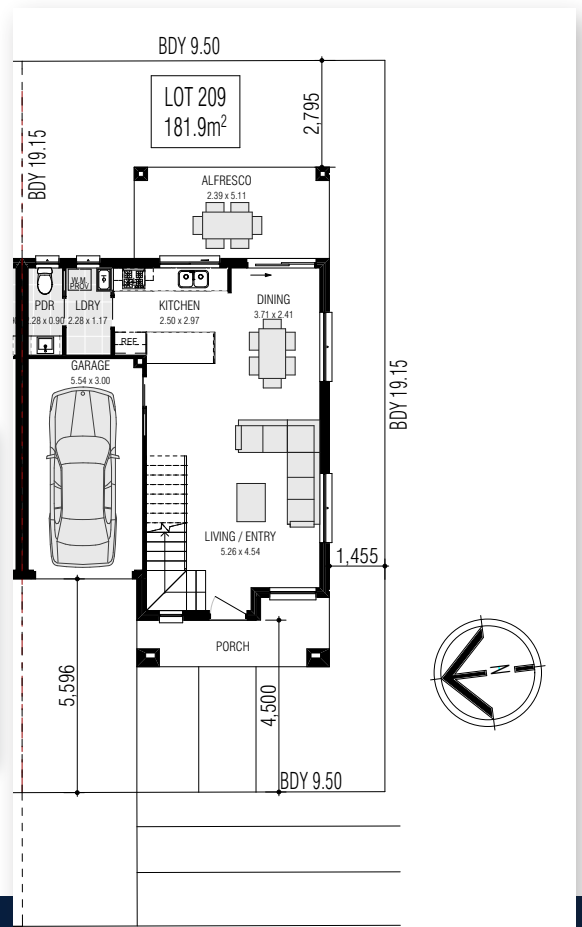 BDY 9.50
LOT 209
181.9m²
2,795
BDY 19.15
ALFRESCO
2.39 x 5.11
W.M.
PROV
PDR
2.28 x 0.90
LDRY
2.28 x 1.17
KITCHEN
2.50 x 2.97
DINING
3.71 x 2.41
REF
GARAGE
5.54 x 3.00
BDY 19.15
LIVING / ENTRY
5.26 x 4.54
1,455
N
PORCH
N
5,596
4,500
BDY 9.50